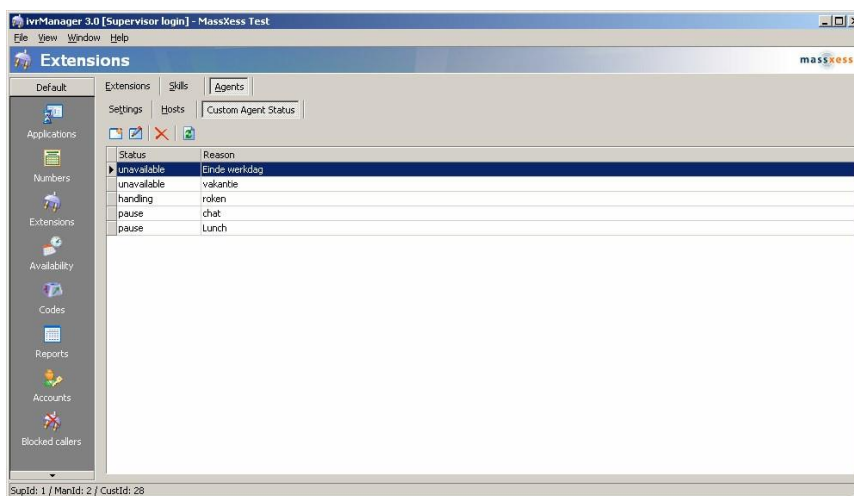 ivrManager 3.0 [Supervisor login] - MassXess Test
File View Window Help
Extensions massxess
Default
Applications
Numbers
Extensions
Availability
Codes
Reports
Accounts
Blocked callers
Extensions Skills Agents
Settings Hosts Custom Agent Status
Status Reason
unavailable Einde werkdag
unavailable vakantie
handling roken
pause chat
pause Lunch
SupId: 1 / ManId: 2 / CustId: 28